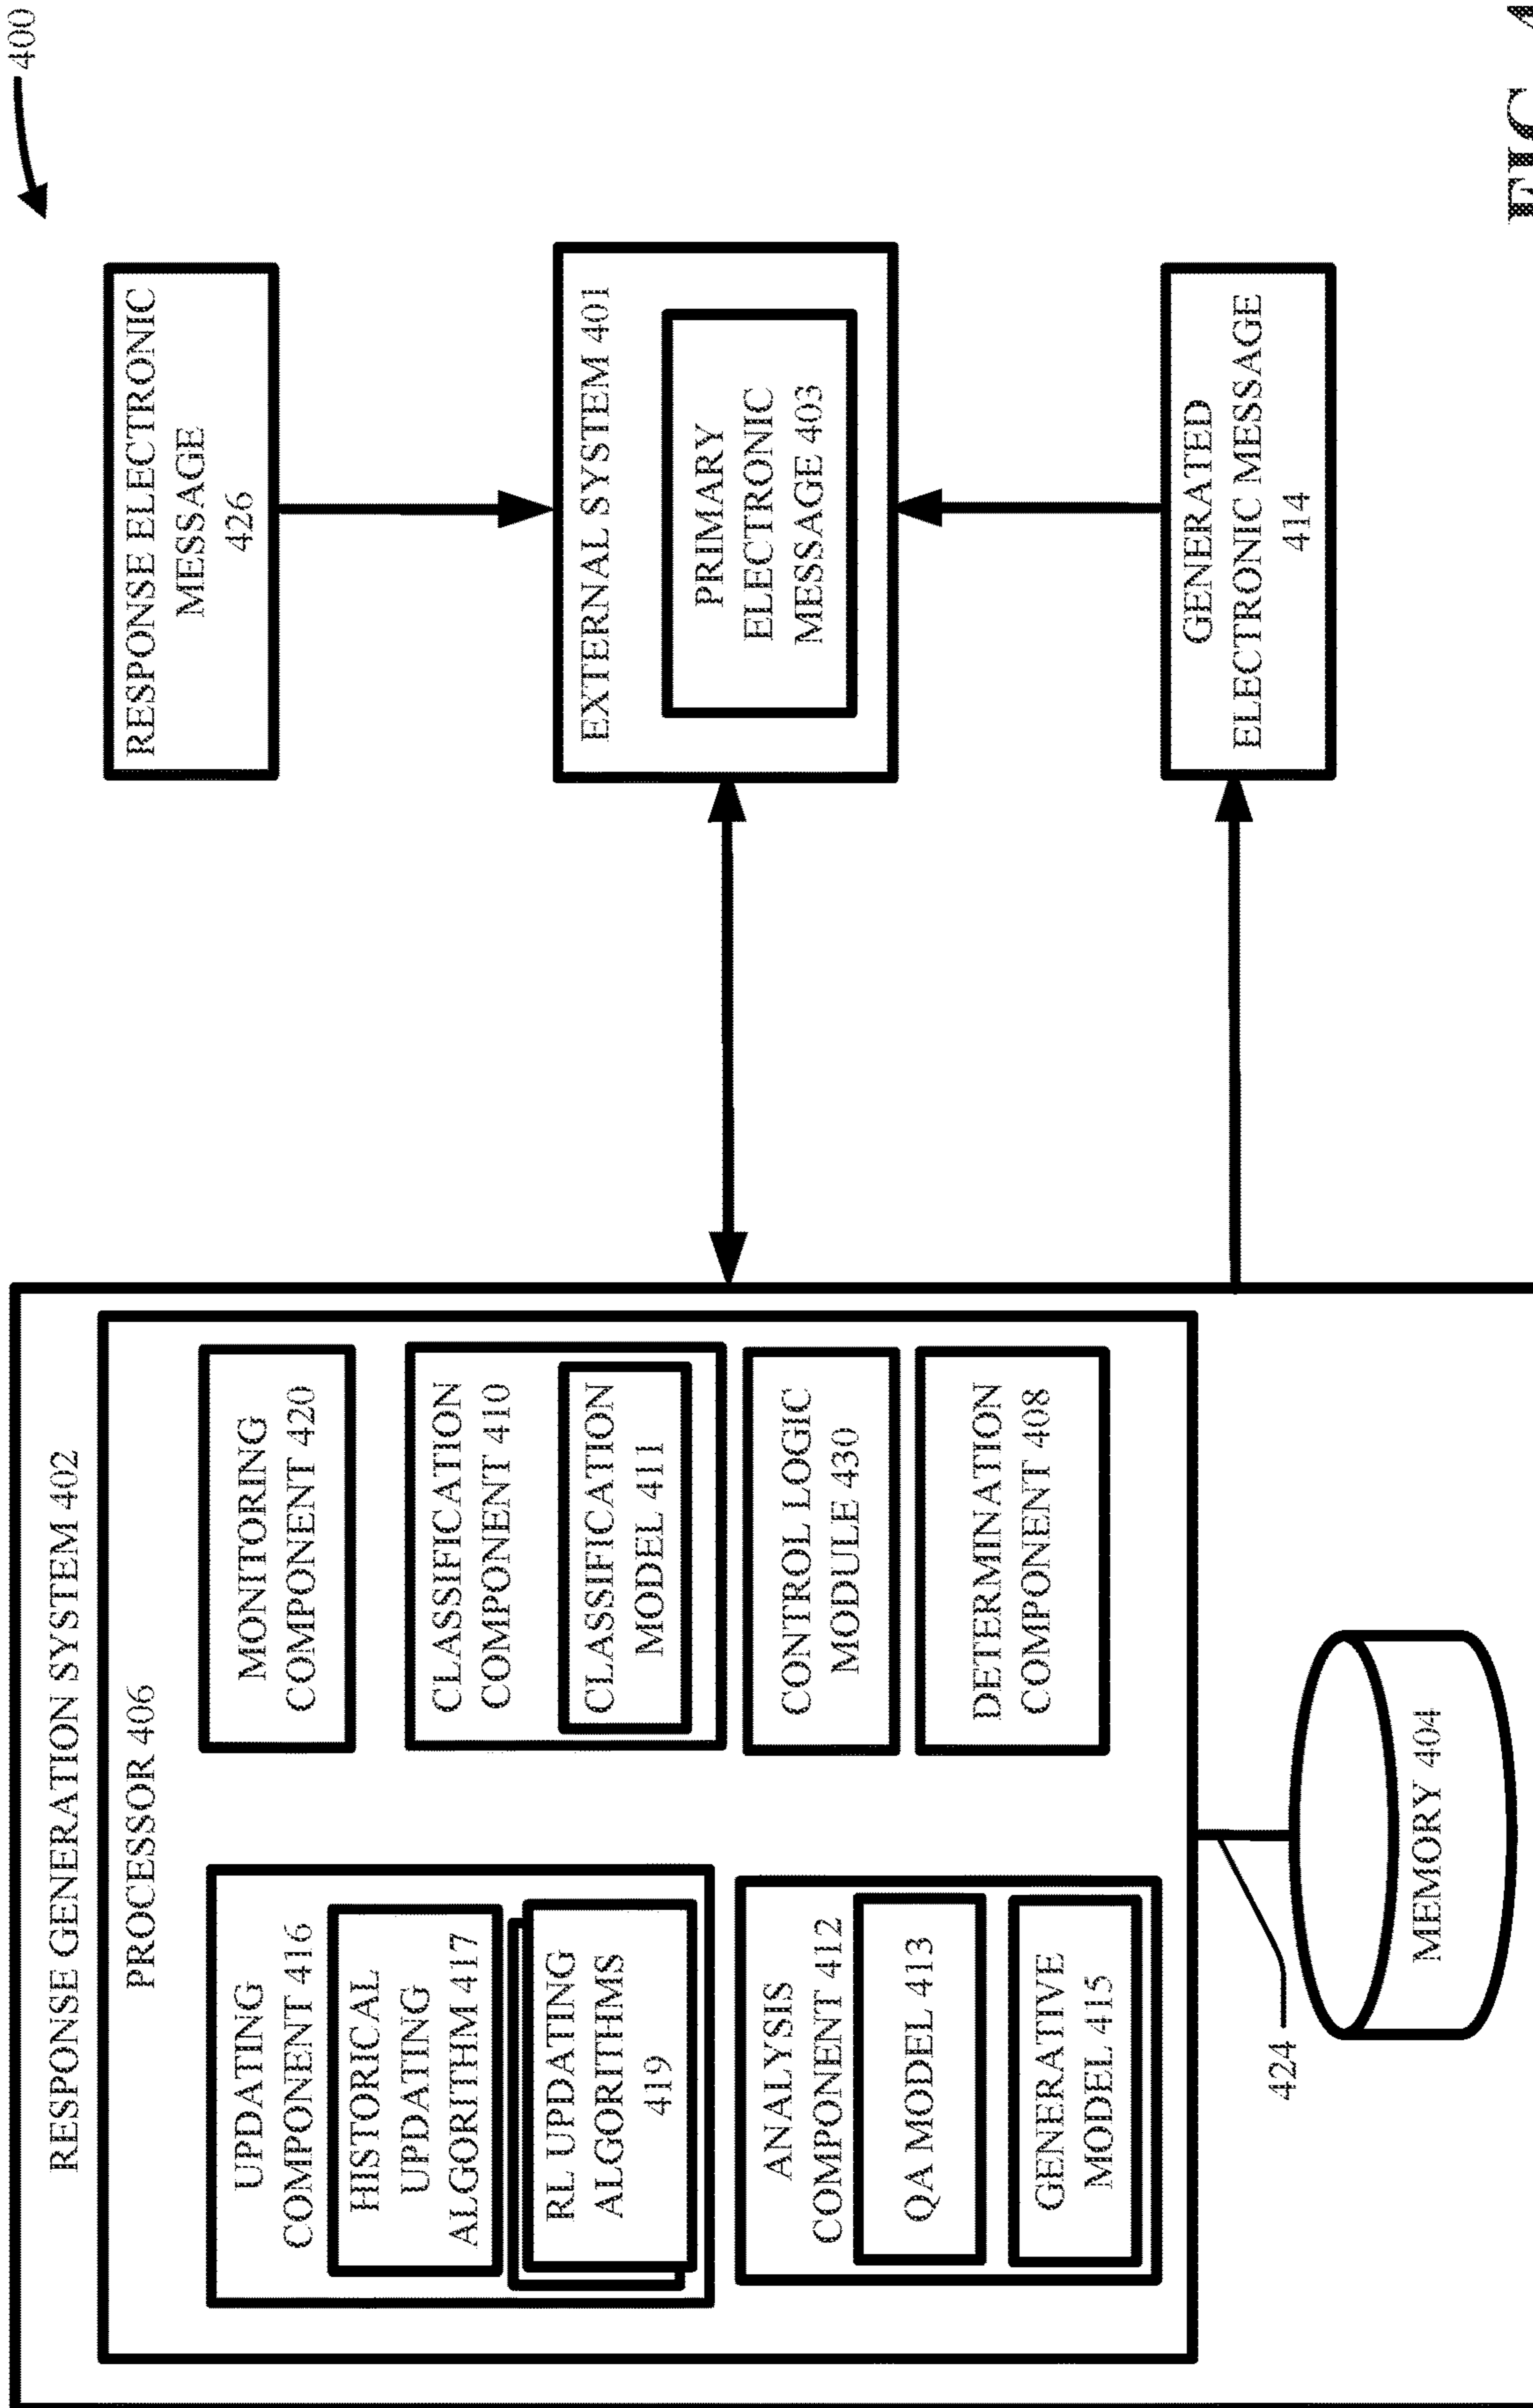 400
RESPONSE GENERATION SYSTEM 402
PROCESSOR 406
UPDATING
COMPONENT 416
HISTORICAL
UPDATING
ALGORITHM 417
RL UPDATING
ALGORITHMS
419
ANALYSIS
COMPONENT 412
QA MODEL 413
GENERATIVE
MODEL 415
MONITORING
COMPONENT 420
CLASSIFICATION
COMPONENT 410
CLASSIFICATION
MODEL 411
CONTROL LOGIC
MODULE 430
DETERMINATION
COMPONENT 408
424
MEMORY 404
RESPONSE ELECTRONIC
MESSAGE
426
EXTERNAL SYSTEM 401
PRIMARY
ELECTRONIC
MESSAGE 403
GENERATED
ELECTRONIC MESSAGE
414